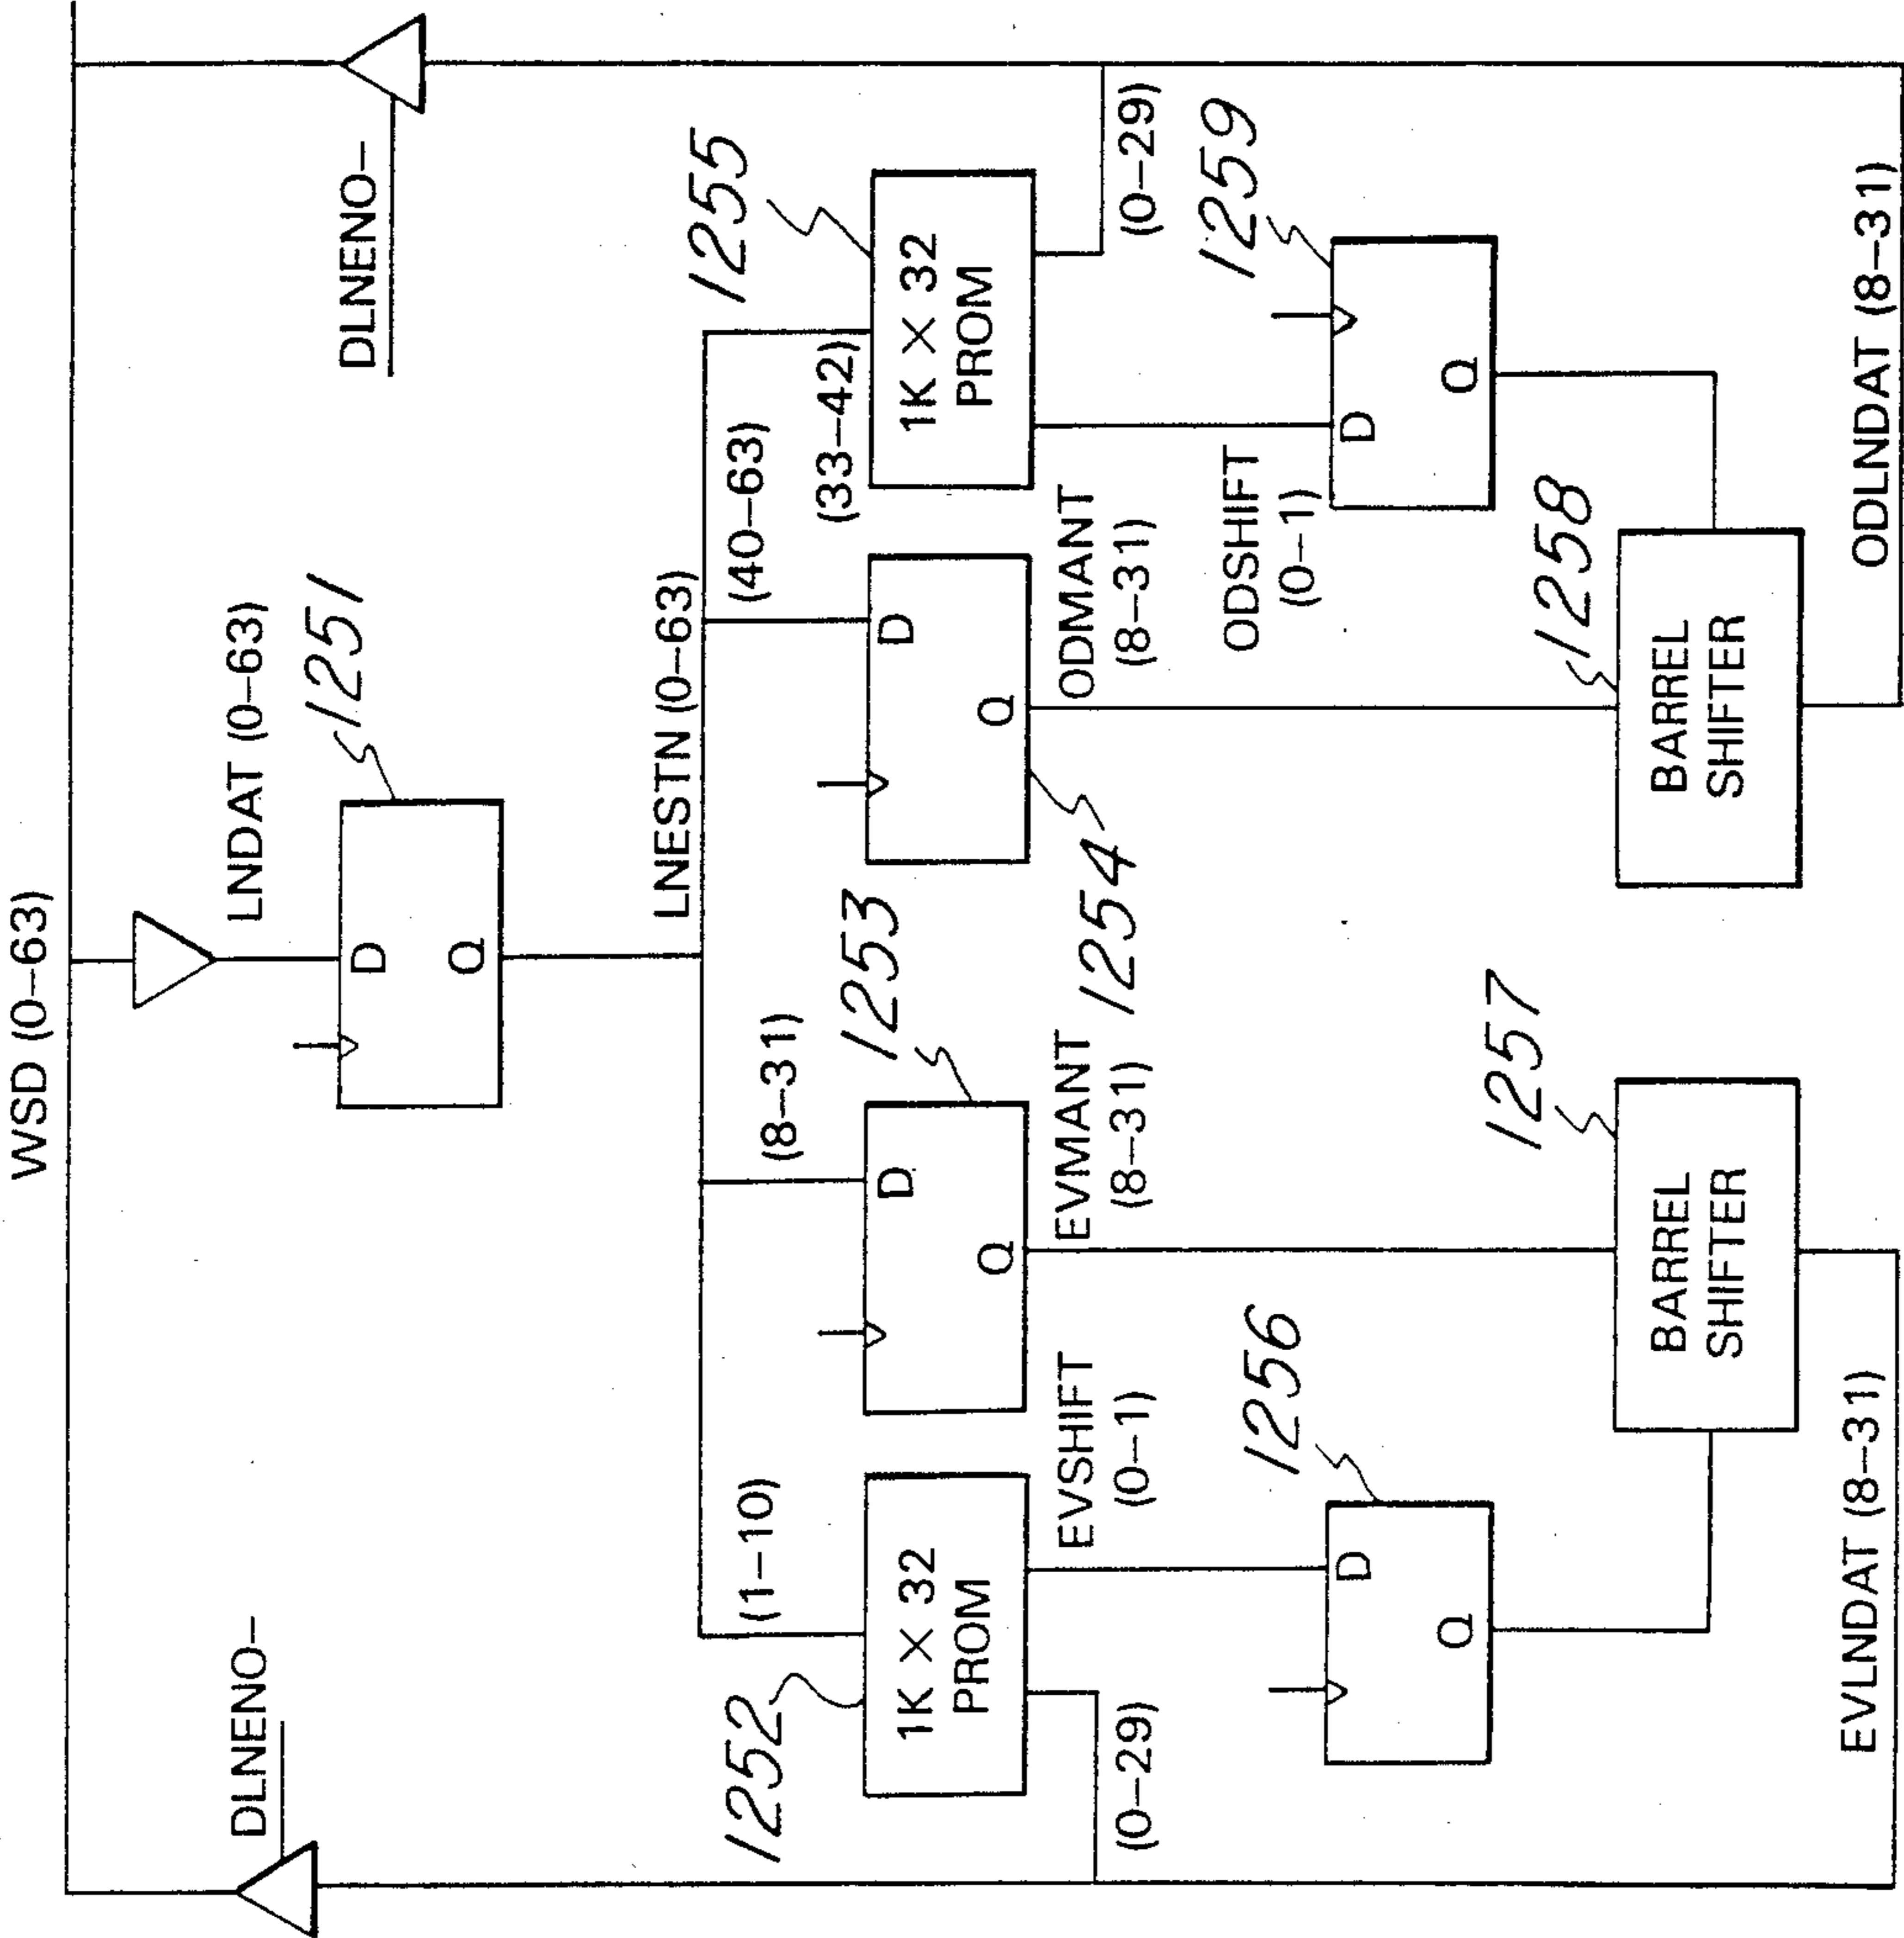 WSD (0–63)
DLNENO–
DLNENO–
LNDAT (0–63)
1251
D
Q
LNESTN (0–63)
(1–10)
(8–31)
(40–63)
(33–42)
1252
1K × 32
PROM
1253
D
Q
1254
D
Q
1255
1K × 32
PROM
(0–29)
EVSHIFT
(0–1)
EVMANT
(8–31)
ODMANT
(8–31)
ODSHIFT
(0–1)
(0–29)
1256
D
Q
1259
D
Q
1257
BARREL
SHIFTER
1258
BARREL
SHIFTER
EVLNDAT (8–31)
ODLNDAT (8–31)